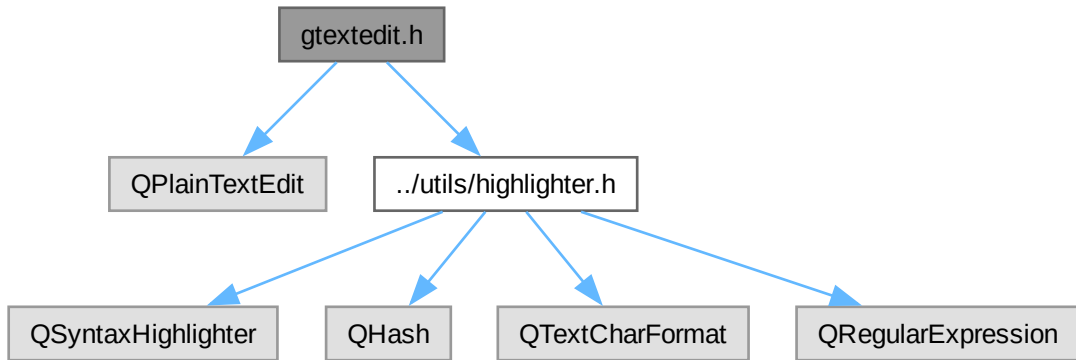 gtextedit.h
QPlainTextEdit
../utils/highlighter.h
QSyntaxHighlighter
QHash
QTextCharFormat
QRegularExpression